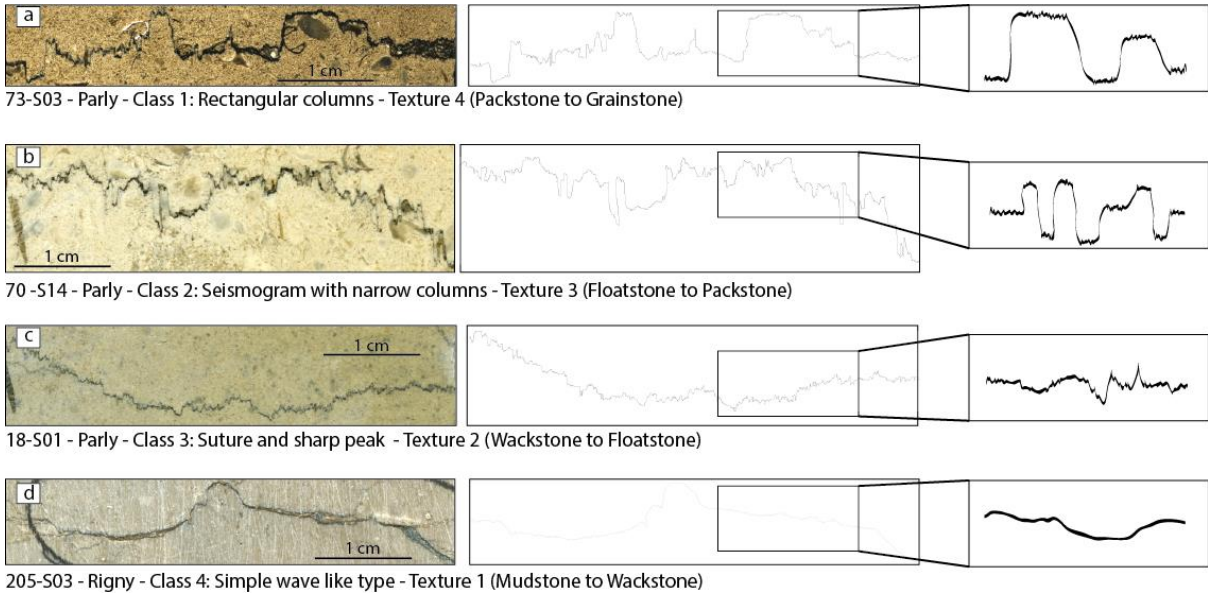 a
1 cm
73-S03 - Parly - Class 1: Rectangular columns - Texture 4 (Packstone to Grainstone)
b
1 cm
70 -S14 - Parly - Class 2: Seismogram with narrow columns - Texture 3 (Floatstone to Packstone)
c
1 cm
18-S01 - Parly - Class 3: Suture and sharp peak - Texture 2 (Wackstone to Floatstone)
d
1 cm
205-S03 - Rigny - Class 4: Simple wave like type - Texture 1 (Mudstone to Wackstone)